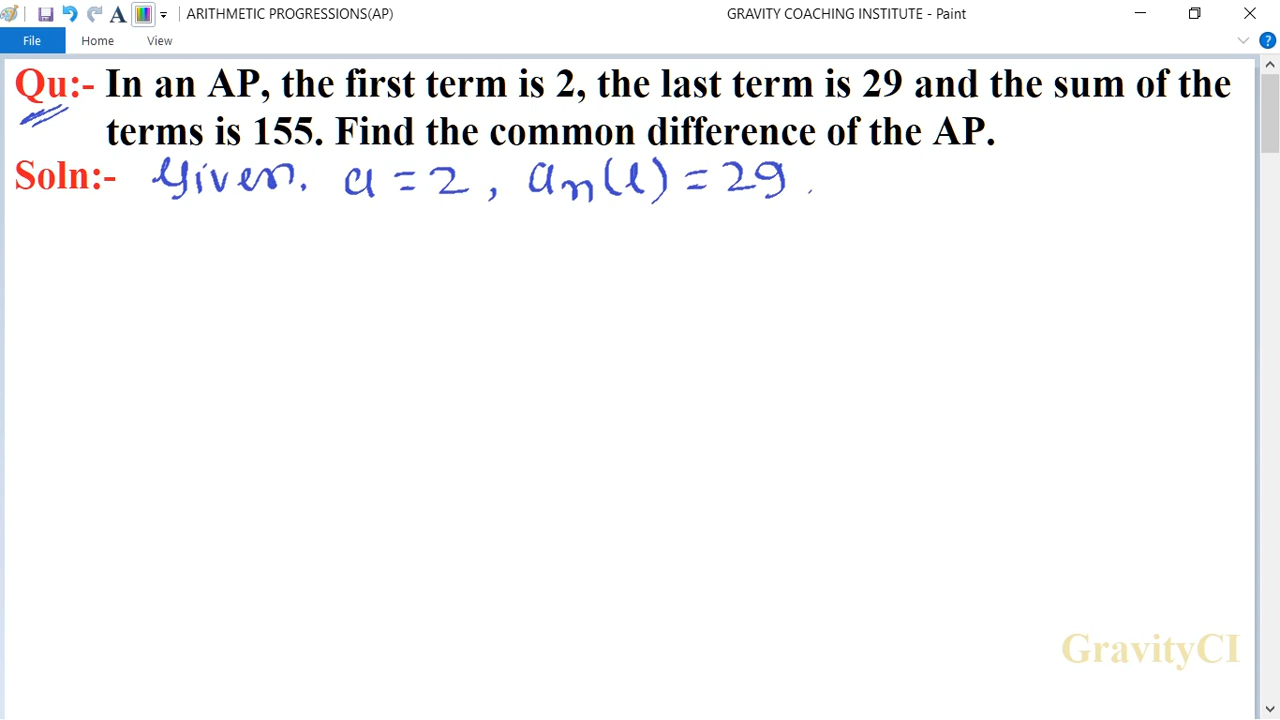 ARITHMETIC PROGRESSIONS(AP) GRAVITY COACHING INSTITUTE - Paint
File Home View
Qu:- In an AP, the first term is 2, the last term is 29 and the sum of the
terms is 155. Find the common difference of the AP.
Soln:- Given, a = 2, an(l) = 29
GravityCI